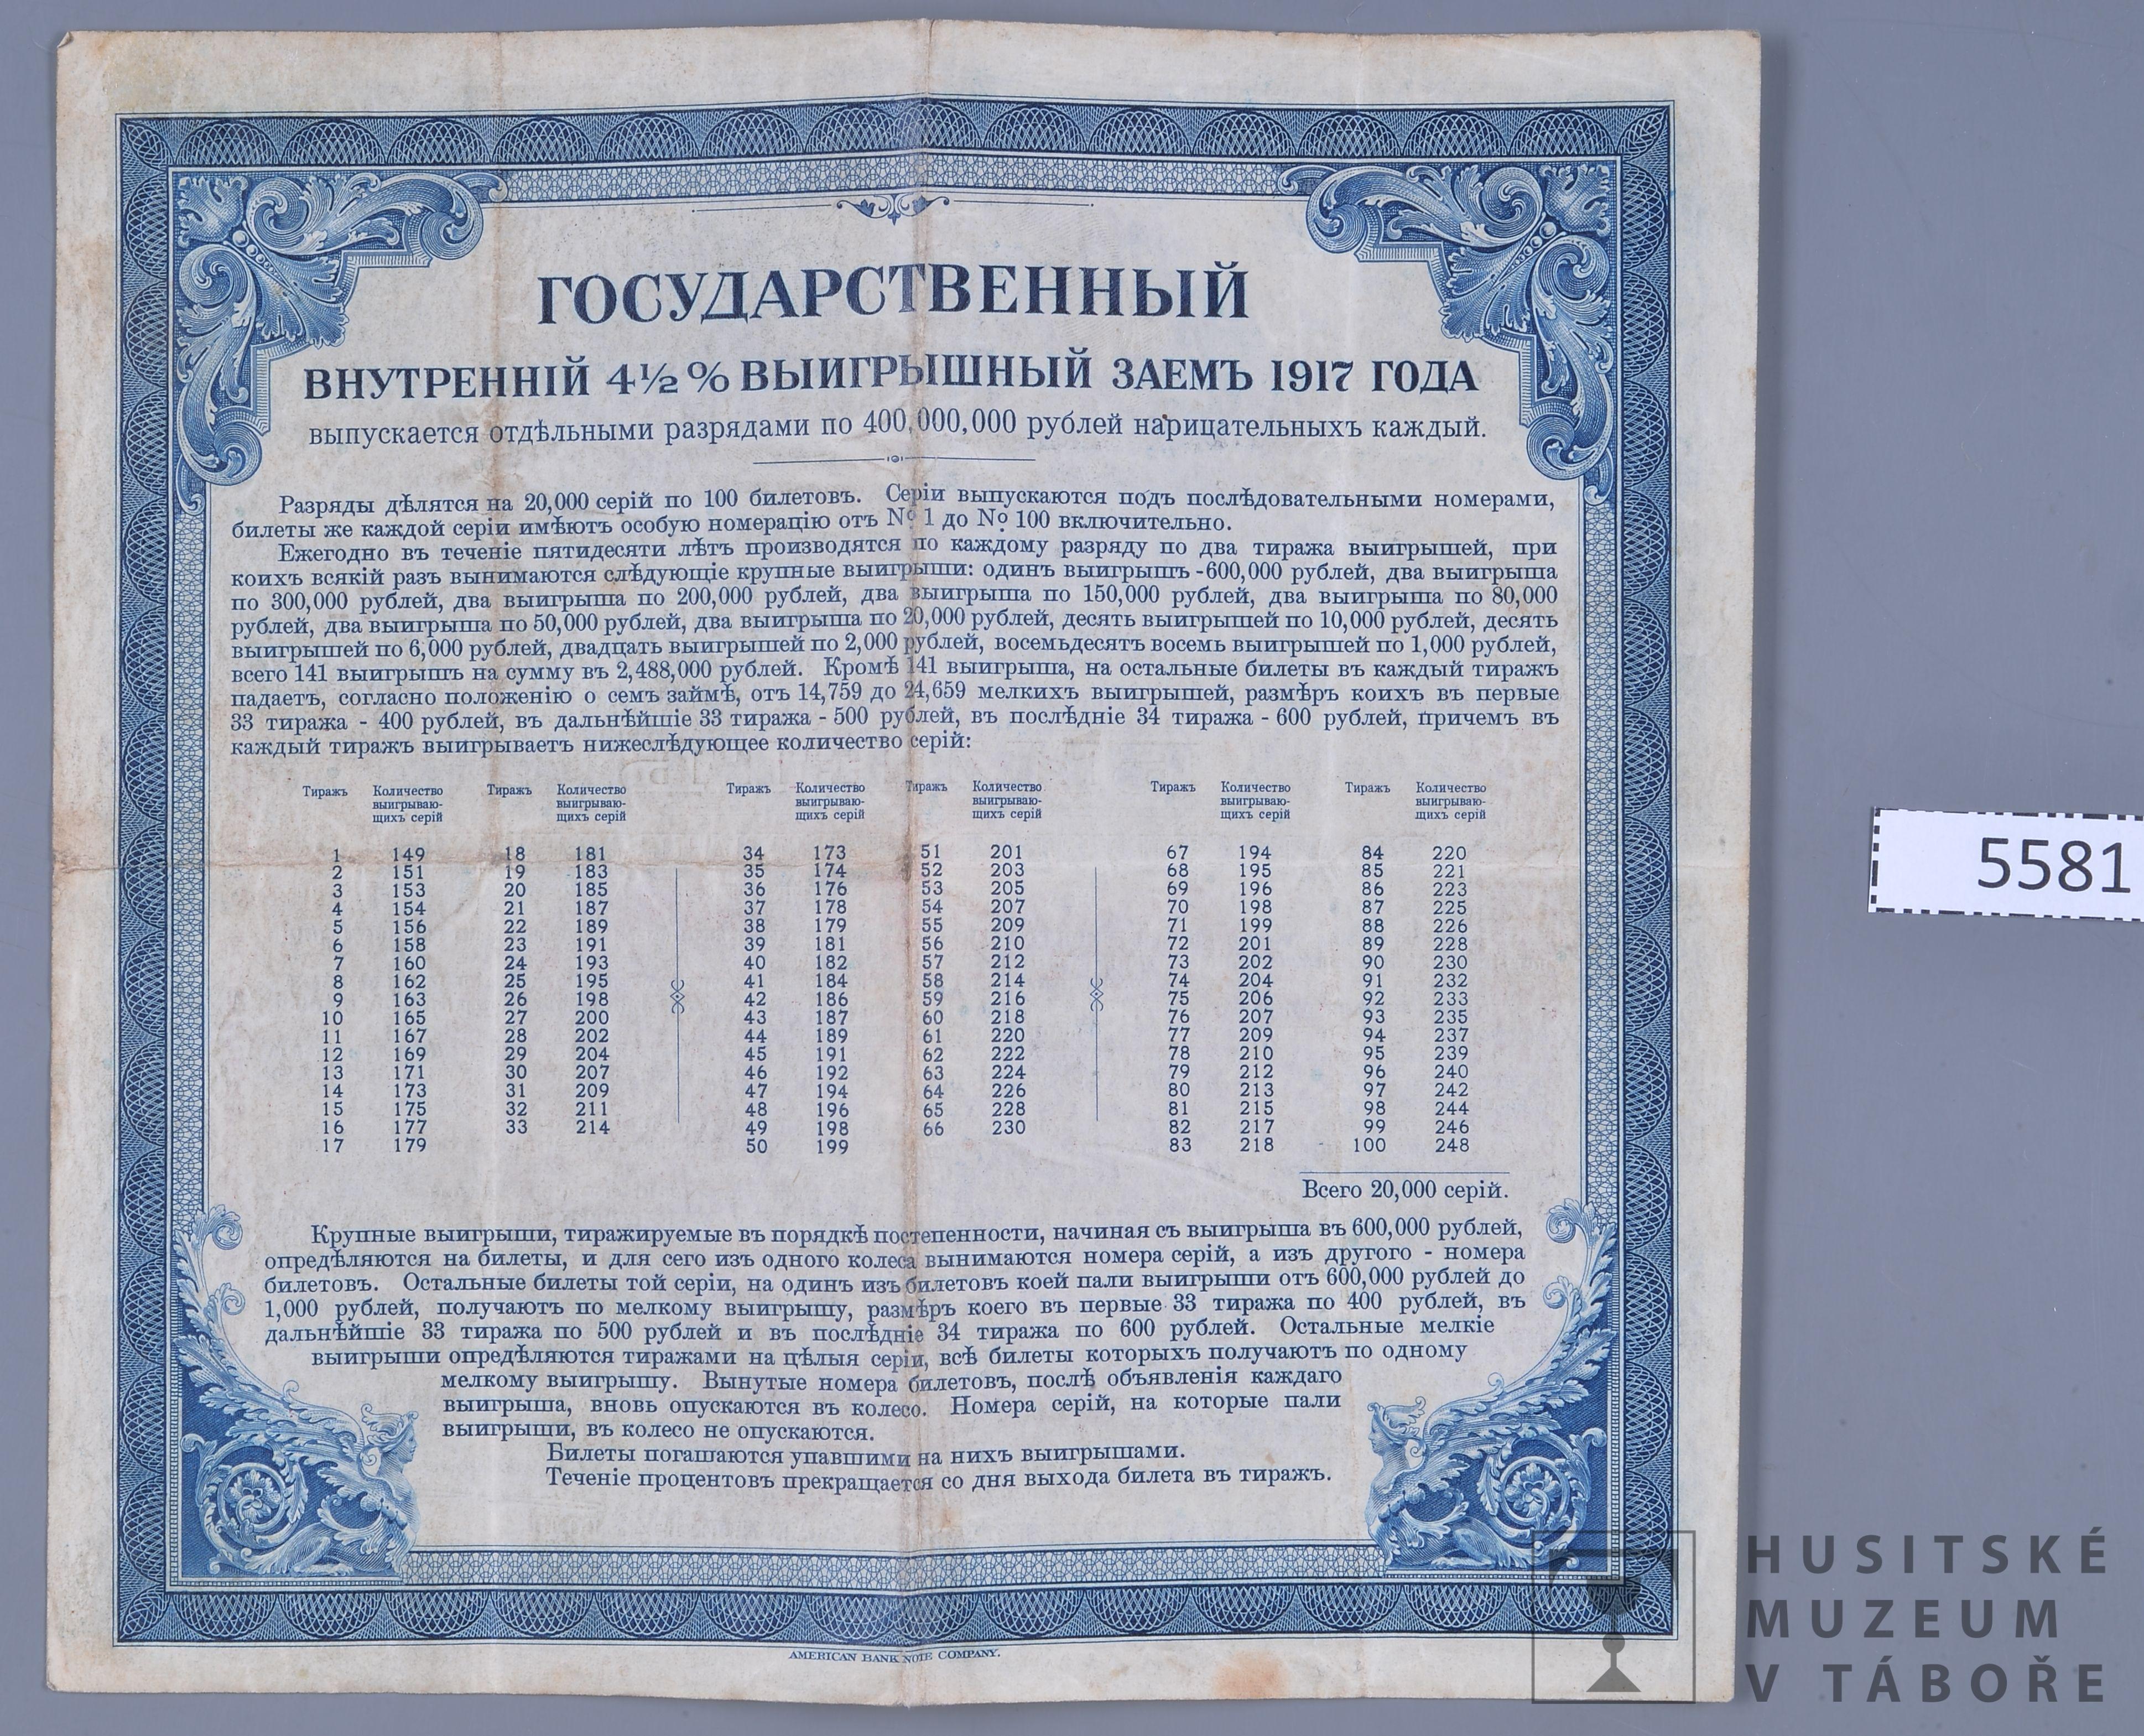 ГОСУДАРСТВЕННЫЙ
ВНУТРЕННІЙ 4½% ВЫИГРЫШНЫЙ ЗАЕМЪ 1917 ГОДА
выпускается отдѣльными разрядами по 400,000,000 рублей нарицательныхъ каждый.
Разряды дѣлятся на 20,000 серій по 100 билетовъ. Серіи выпускаются подъ послѣдовательными номерами,
билеты же каждой серіи имѣютъ особую номерацію отъ № 1 до № 100 включительно.
Ежегодно въ теченіе пятидесяти лѣтъ производятся по каждому разряду по два тиража выигрышей, при
коихъ всякій разъ вынимаются слѣдующіе крупные выигрыши: одинъ выигрышъ -600,000 рублей, два выигрыша
по 300,000 рублей, два выигрыша по 200,000 рублей, два выигрыша по 150,000 рублей, два выигрыша по 80,000
рублей, два выигрыша по 50,000 рублей, два выигрыша по 20,000 рублей, десять выигрышей по 10,000 рублей, десять
выигрышей по 6,000 рублей, двадцать выигрышей по 2,000 рублей, восемьдесятъ восемь выигрышей по 1,000 рублей,
всего 141 выигрышъ на сумму въ 2,488,000 рублей. Кромѣ 141 выигрыша, на остальные билеты въ каждый тиражъ
падаетъ, согласно положенію о семъ займѣ, отъ 14,759 до 24,659 мелкихъ выигрышей, размѣръ коихъ въ первые
33 тиража - 400 рублей, въ дальнѣйшіе 33 тиража - 500 рублей, въ послѣдніе 34 тиража - 600 рублей, причемъ въ
каждый тиражъ выигрываетъ нижеслѣдующее количество серій:
Тиражъ Количество Тиражъ Количество Тиражъ Количество Тиражъ Количество Тиражъ Количество Тиражъ Количество
выигрываю- выигрываю- выигрываю- выигрываю- выигрываю- выигрываю-
щихъ серій щихъ серій щихъ серій щихъ серій щихъ серій щихъ серій
1 149 18 181 34 173 51 201 67 194 84 220
2 151 19 183 35 174 52 203 68 195 85 221
3 153 20 185 36 176 53 205 69 196 86 223
4 154 21 187 37 178 54 207 70 198 87 225
5 156 22 189 38 179 55 209 71 199 88 226
6 158 23 191 39 181 56 210 72 201 89 228
7 160 24 193 40 182 57 212 73 202 90 230
8 162 25 195 41 184 58 214 74 204 91 232
9 163 26 198 42 186 59 216 75 206 92 233
10 165 27 200 43 187 60 218 76 207 93 235
11 167 28 202 44 189 61 220 77 209 94 237
12 169 29 204 45 191 62 222 78 210 95 239
13 171 30 207 46 192 63 224 79 212 96 240
14 173 31 209 47 194 64 226 80 213 97 242
15 175 32 211 48 196 65 228 81 215 98 244
16 177 33 214 49 198 66 230 82 217 99 246
17 179 50 199 83 218 100 248
Всего 20,000 серій.
Крупные выигрыши, тиражируемые въ порядкѣ постепенности, начиная съ выигрыша въ 600,000 рублей,
опредѣляются на билеты, и для сего изъ одного колеса вынимаются номера серій, а изъ другого - номера
билетовъ. Остальные билеты той серіи, на одинъ изъ билетовъ коей пали выигрыши отъ 600,000 рублей до
1,000 рублей, получаютъ по мелкому выигрышу, размѣръ коего въ первые 33 тиража по 400 рублей, въ
дальнѣйшіе 33 тиража по 500 рублей и въ послѣдніе 34 тиража по 600 рублей. Остальные мелкіе
выигрыши опредѣляются тиражами на цѣлыя серіи, всѣ билеты которыхъ получаютъ по одному
мелкому выигрышу. Вынутые номера билетовъ, послѣ объявленія каждаго
выигрыша, вновь опускаются въ колесо. Номера серій, на которые пали
выигрыши, въ колесо не опускаются.
Билеты погашаются упавшими на нихъ выигрышами.
Теченіе процентовъ прекращается со дня выхода билета въ тиражъ.
AMERICAN BANK NOTE COMPANY.
5581
HUSITSKÉ
MUZEUM
V TÁBOŘE